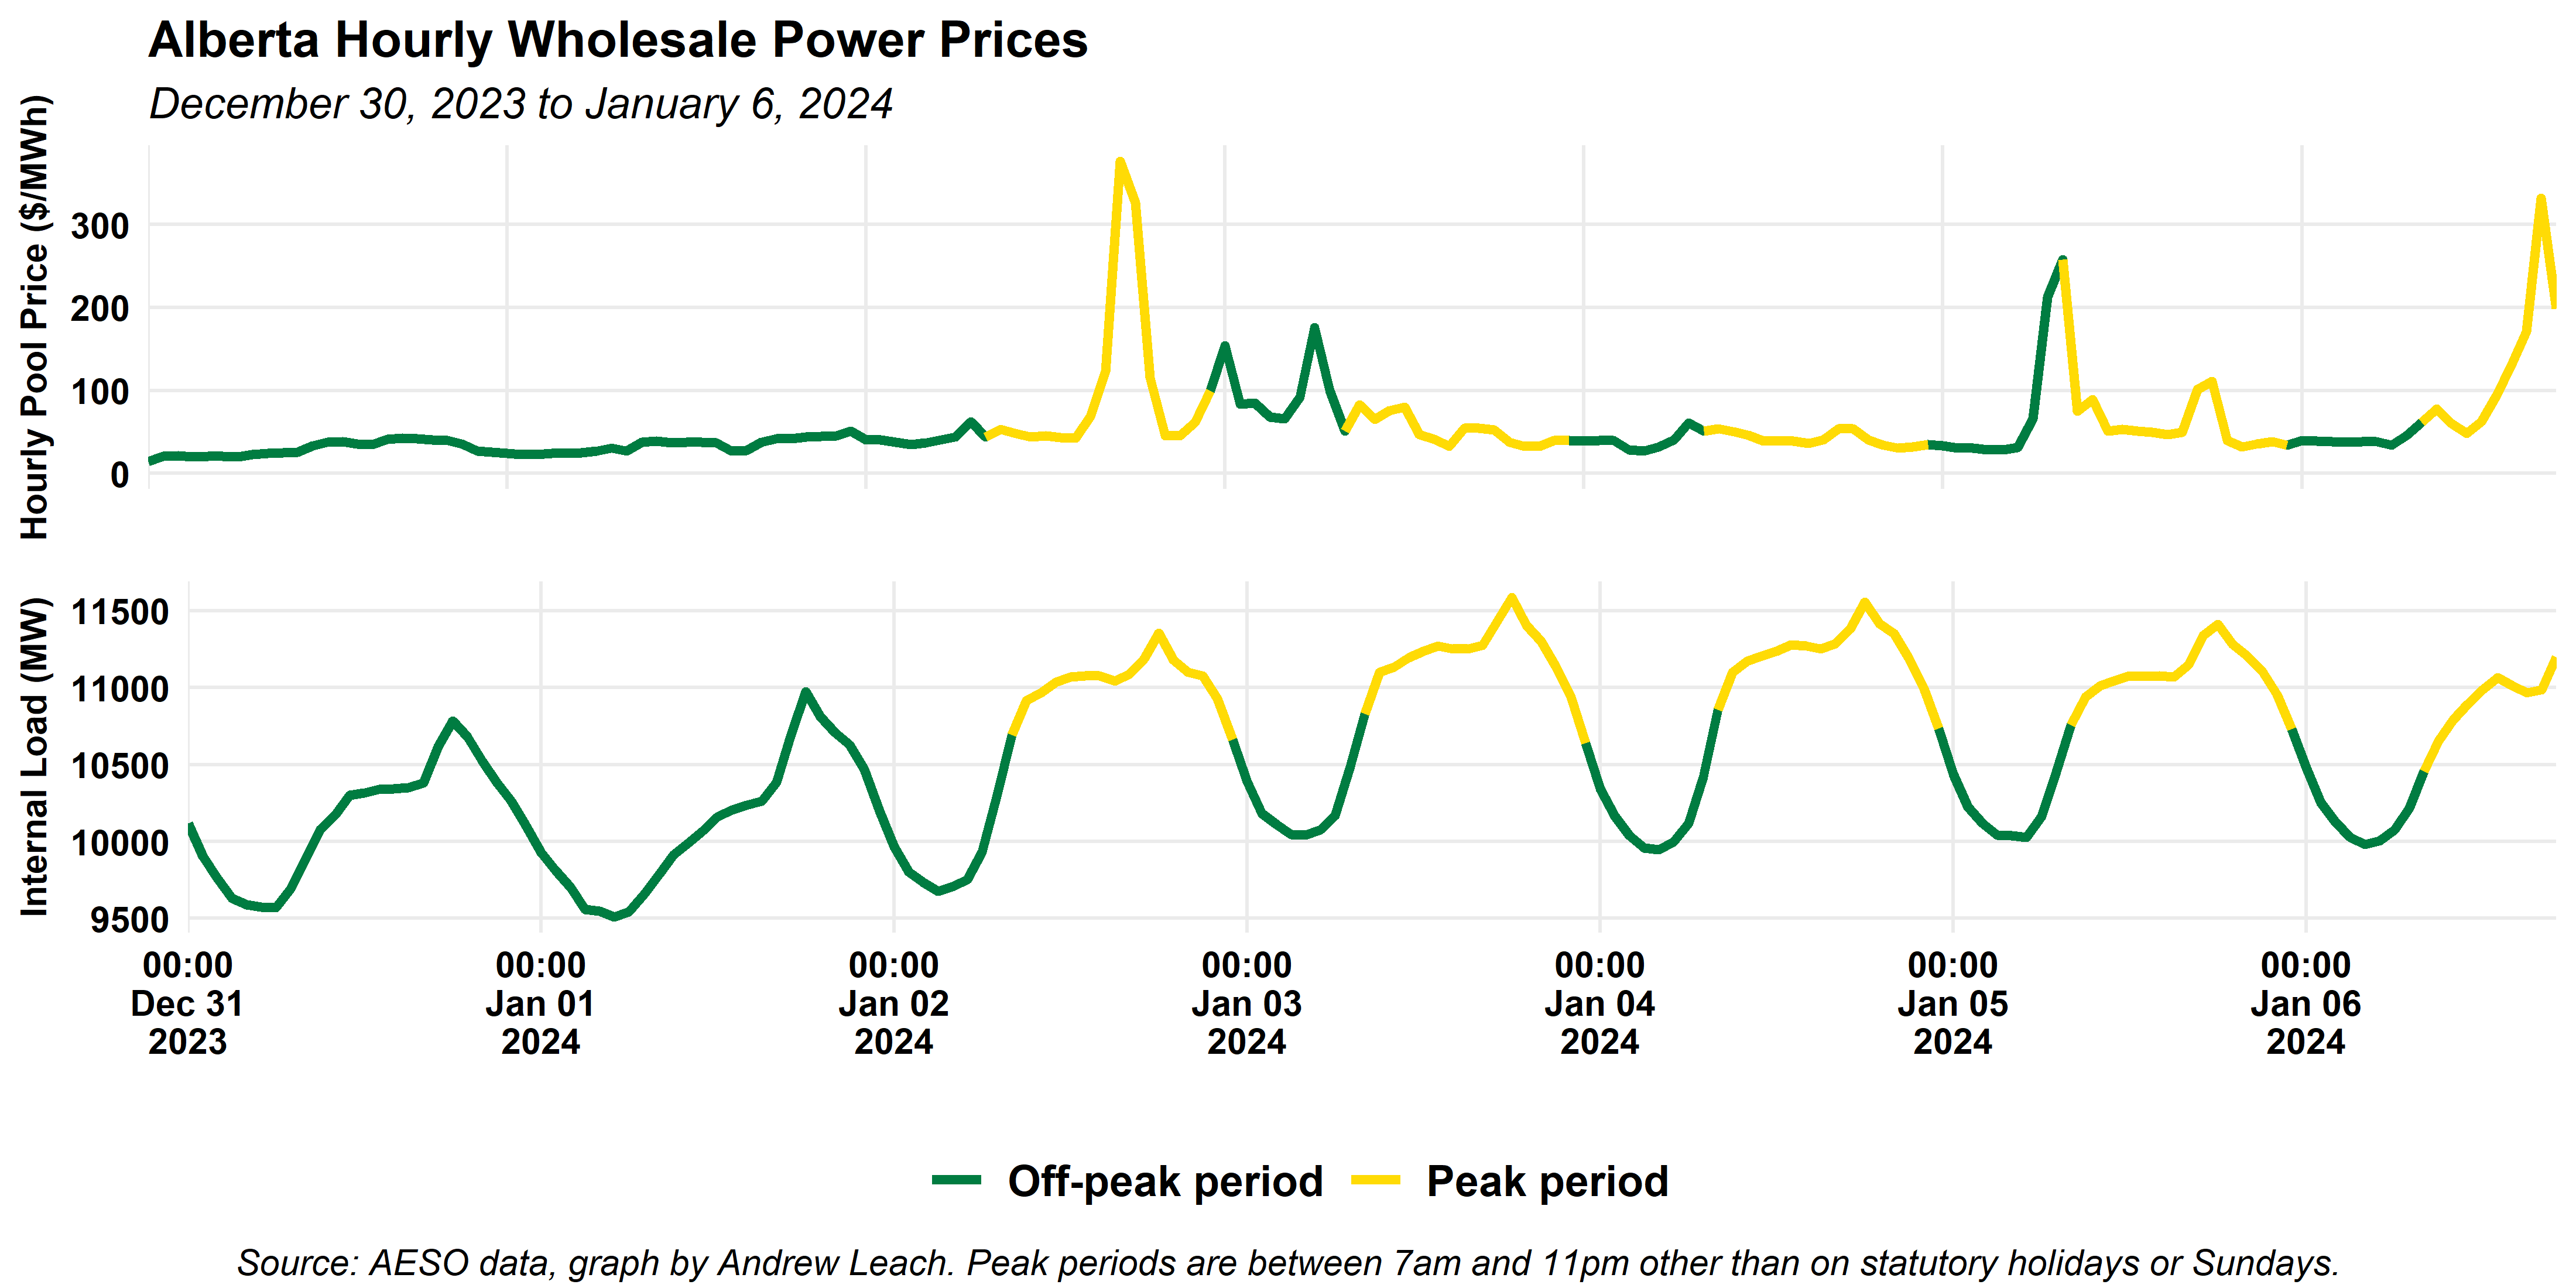 Alberta Hourly Wholesale Power Prices
December 30, 2023 to January 6, 2024
Hourly Pool Price ($/MWh)
300
200
100
0
Internal Load (MW)
11500
11000
10500
10000
9500
00:00 00:00 00:00 00:00 00:00 00:00 00:00
Dec 31 Jan 01 Jan 02 Jan 03 Jan 04 Jan 05 Jan 06
2023 2024 2024 2024 2024 2024 2024
Off-peak period Peak period
Source: AESO data, graph by Andrew Leach. Peak periods are between 7am and 11pm other than on statutory holidays or Sundays.